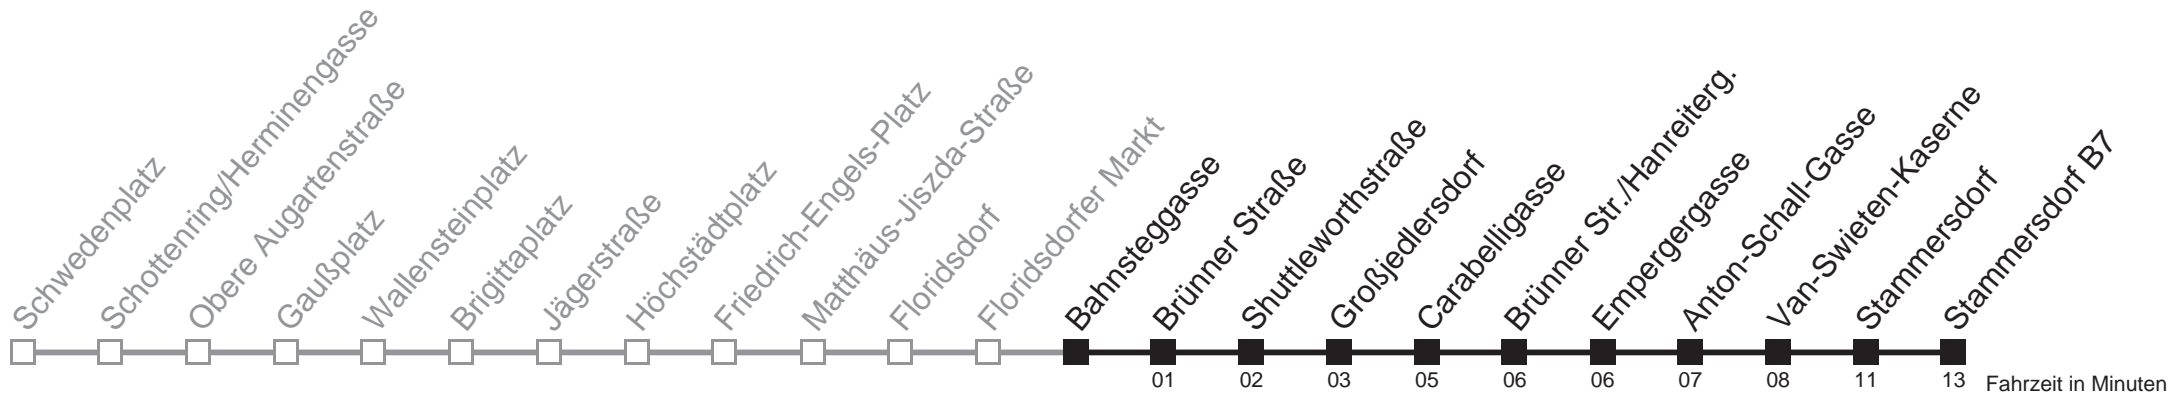 Schwedenplatz
Schottenring/Herminengasse
Obere Augartenstraße
Gaußplatz
Wallensteinplatz
Brigittaplatz
Jägerstraße
Höchstädtplatz
Friedrich-Engels-Platz
Matthäus-Jiszda-Straße
Floridsdorf
Floridsdorfer Markt
Bahnsteggasse
Brünner Straße
Shuttleworthstraße
Großjedlersdorf
Carabelligasse
Brünner Str./Hanreiterg.
Empergergasse
Anton-Schall-Gasse
Van-Swieten-Kaserne
Stammersdorf
Stammersdorf B7
01 02 03 05 06 06 07 08 11 13 Fahrzeit in Minuten